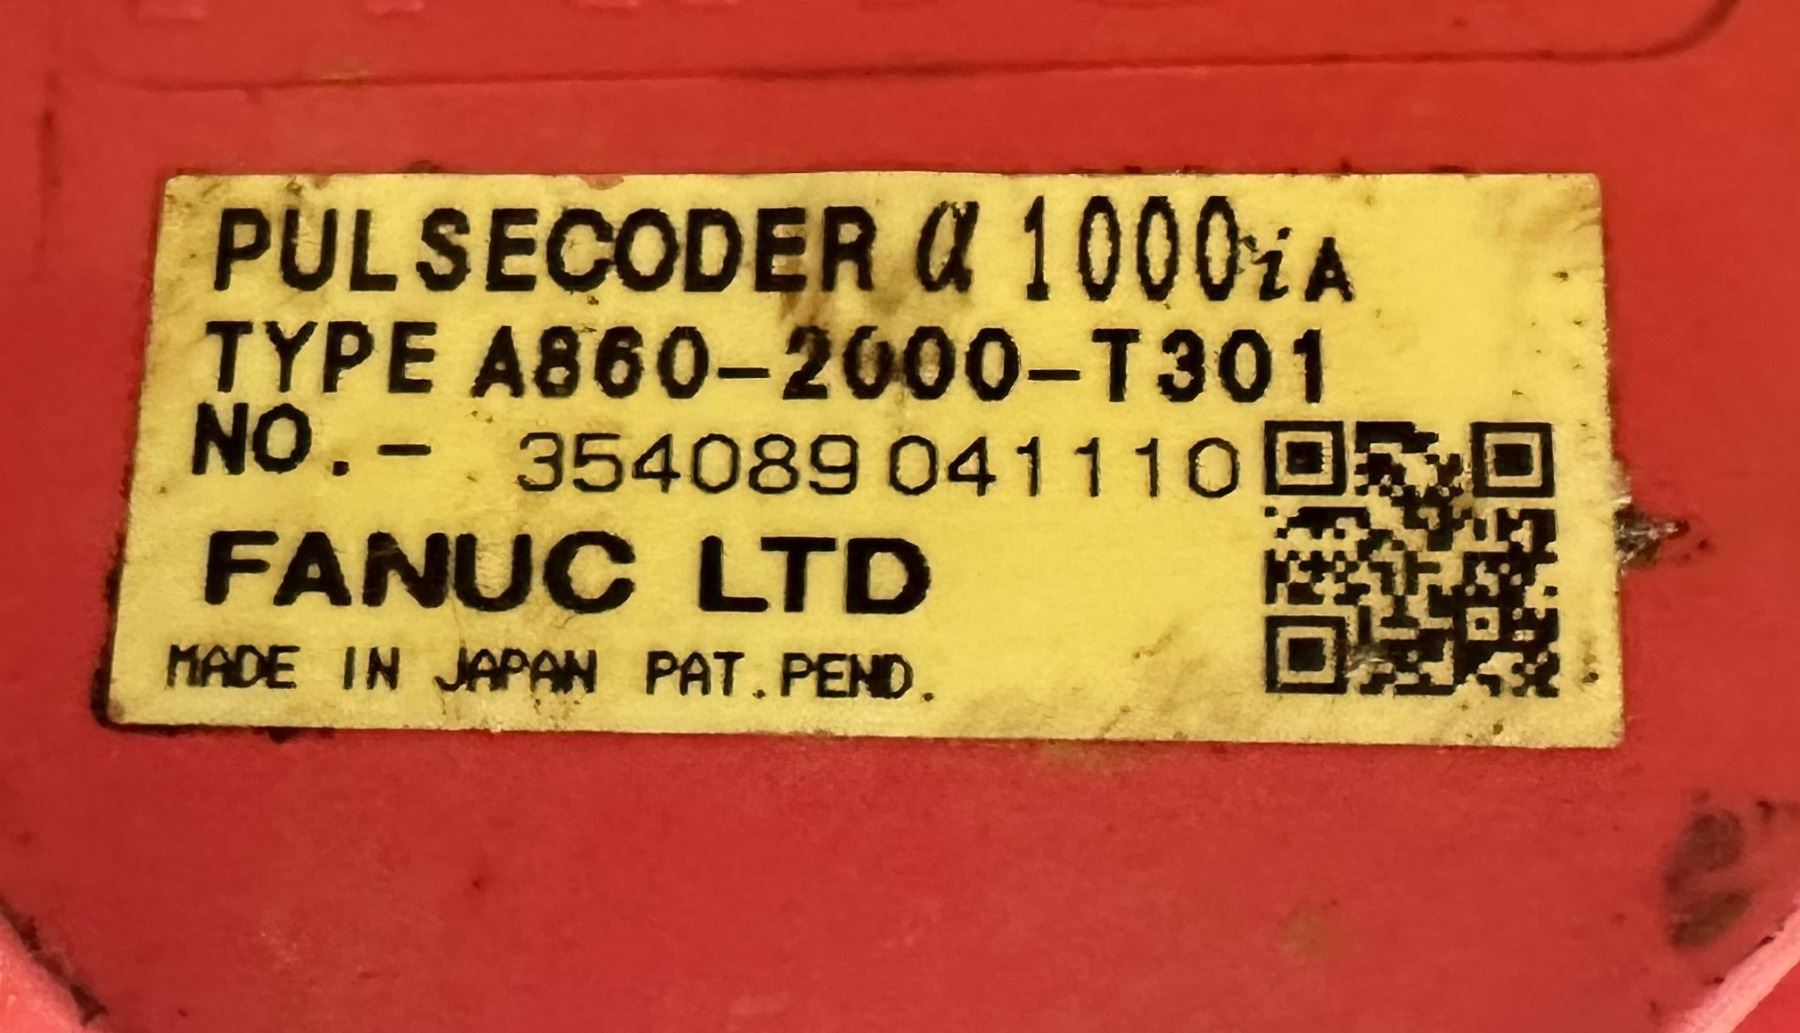 PULSECODER α 1000iA
TYPE A860-2000-T301
NO. - 354089 041110
FANUC LTD
MADE IN JAPAN PAT. PEND.